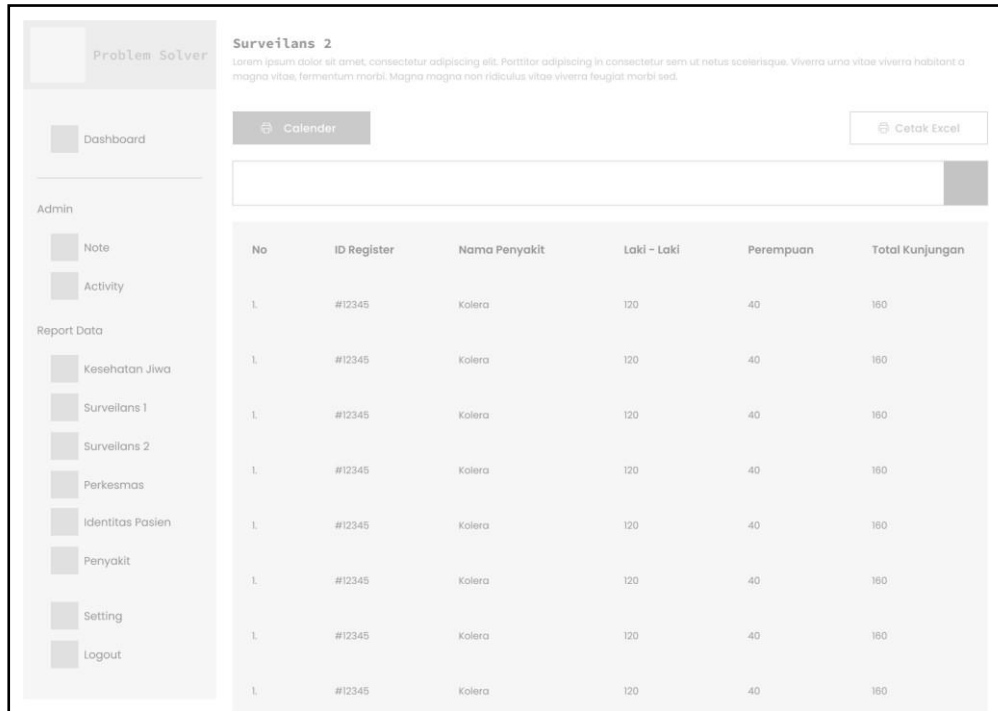 Problem Solver
Dashboard
Admin
Note
Activity
Report Data
Kesehatan Jiwa
Surveilans 1
Surveilans 2
Perkesmas
Identitas Pasien
Penyakit
Setting
Logout
Surveilans 2
Lorem ipsum dolor sit amet, consectetur adipiscing elit. Porttitor adipiscing in consectetur sem ut netus scelerisque. Viverra urna vitae viverra habitant a
magna vitae, fermentum morbi. Magna magna non ridiculus vitae viverra feugiat morbi sed.
Calender
Cetak Excel
No ID Register Nama Penyakit Laki - Laki Perempuan Total Kunjungan
1. #12345 Kolera 120 40 160
1. #12345 Kolera 120 40 160
1. #12345 Kolera 120 40 160
1. #12345 Kolera 120 40 160
1. #12345 Kolera 120 40 160
1. #12345 Kolera 120 40 160
1. #12345 Kolera 120 40 160
1. #12345 Kolera 120 40 160